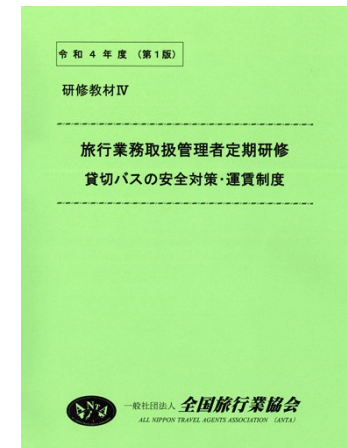 令和4年度（第1版）
研修教材Ⅳ
旅行業務取扱管理者定期研修
貸切バスの安全対策・運賃制度
ANTA
一般社団法人 全国旅行業協会
ALL NIPPON TRAVEL AGENTS ASSOCIATION (ANTA)